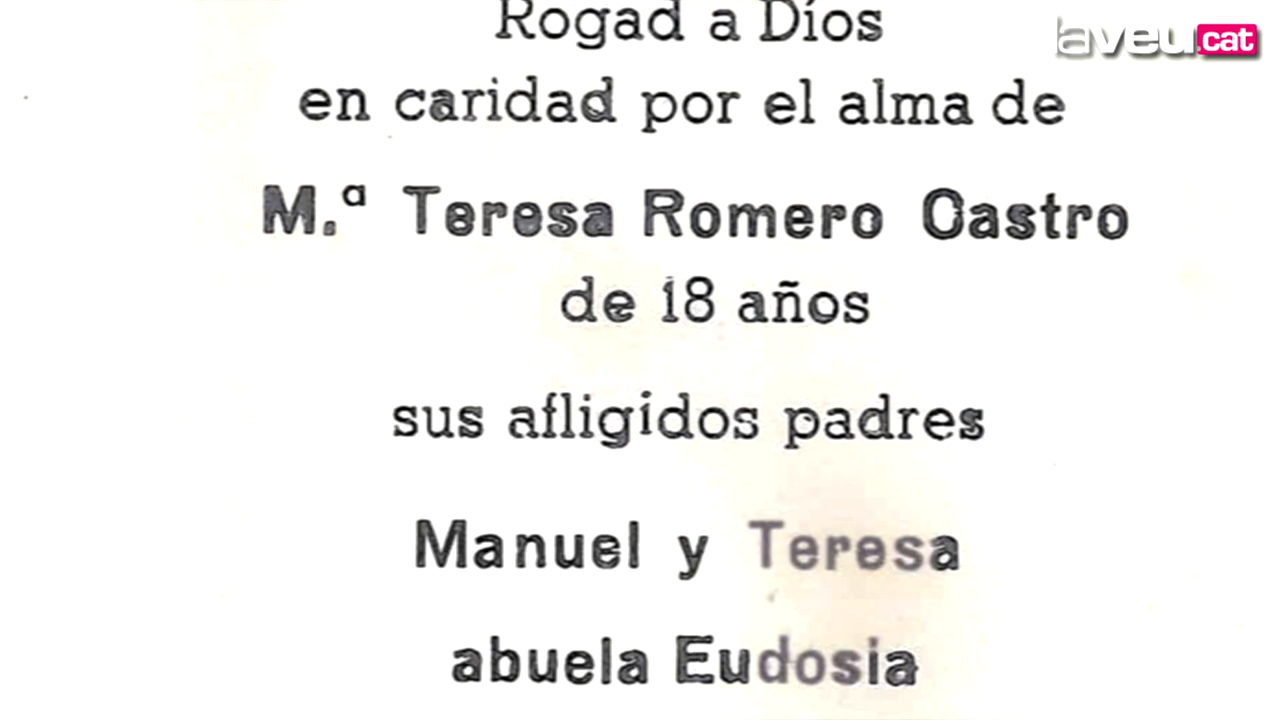 Rogad a Dios
en caridad por el alma de
M.ª Teresa Romero Castro
de 18 años
sus afligidos padres
Manuel y Teresa
abuela Eudosia
laveu.cat